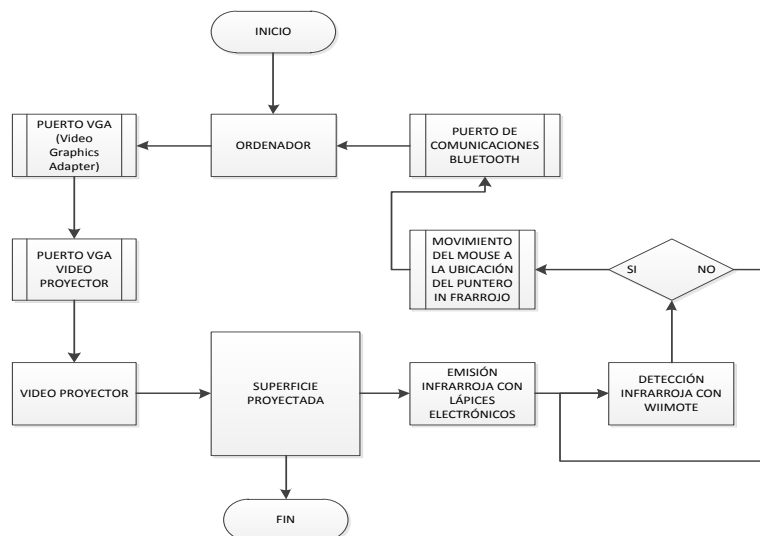 INICIO
PUERTO VGA
(Video
Graphics
Adapter)
ORDENADOR
PUERTO DE
COMUNICACIONES
BLUETOOTH
PUERTO VGA
VIDEO
PROYECTOR
MOVIMIENTO
DEL MOUSE A
LA UBICACIÓN
DEL PUNTERO
IN FRARROJO
SI
NO
VIDEO PROYECTOR
SUPERFICIE
PROYECTADA
EMISIÓN
INFRARROJA CON
LÁPICES
ELECTRÓNICOS
DETECCIÓN
INFRARROJA CON
WIIMOTE
FIN